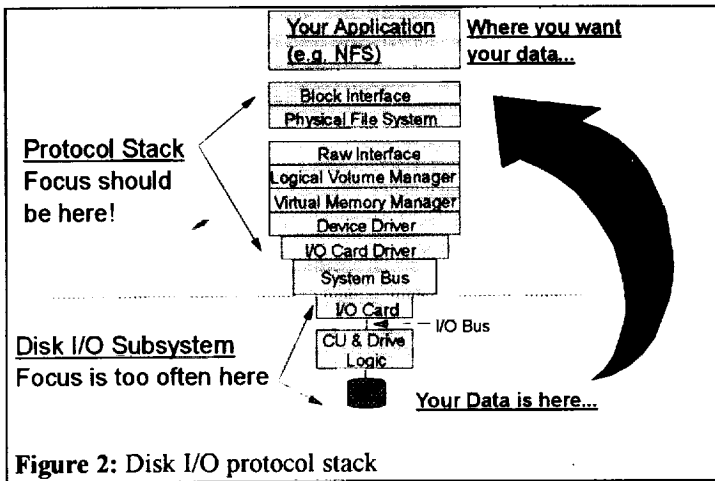 Your Application
(e.g. NFS)
Where you want
your data...
Block Interface
Physical File System
Protocol Stack
Focus should
be here!
Raw Interface
Logical Volume Manager
Virtual Memory Manager
Device Driver
I/O Card Driver
System Bus
I/O Card
I/O Bus
CU & Drive
Logic
Disk I/O Subsystem
Focus is too often here
Your Data is here...
Figure 2: Disk I/O protocol stack